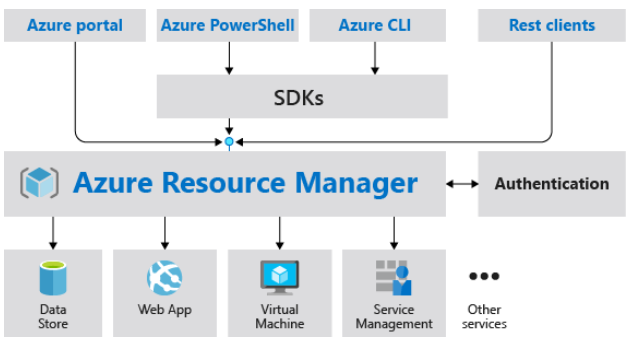 Azure portal
Azure PowerShell
Azure CLI
Rest clients
SDKs
Azure Resource Manager
Authentication
Data
Store
Web App
Virtual
Machine
Service
Management
Other
services